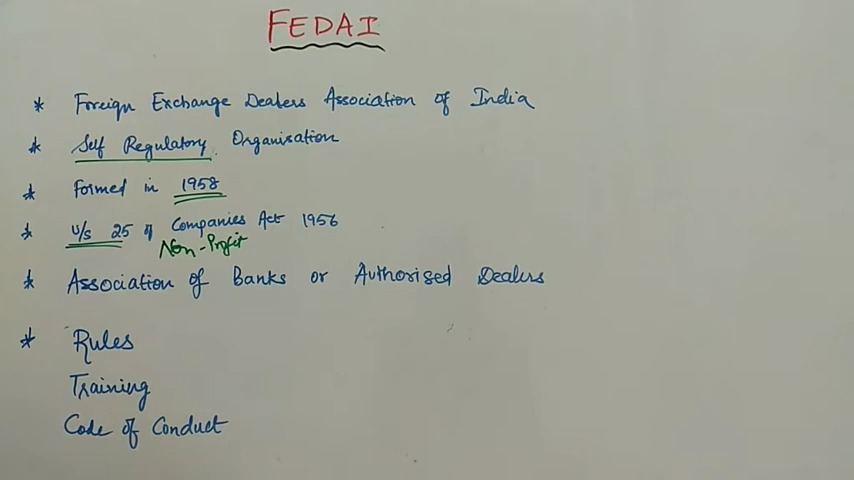 FEDAI
* Foreign Exchange Dealers Association of India
* Self Regulatory Organisation
* Formed in 1958
* u/s 25 of Companies Act 1956
Non-Profit
* Association of Banks or Authorised Dealers
* Rules
Training
Code of Conduct